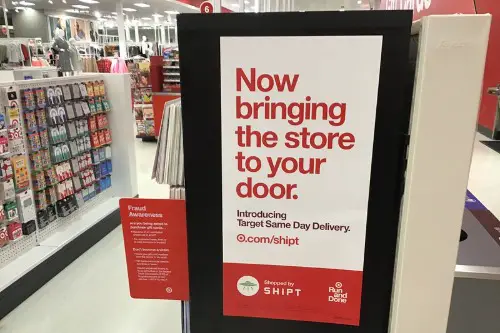 6
Now
bringing
the store
to your
door.
Introducing
Target Same Day Delivery.
.com/shipt
Shopped by
SHIPT
Run
and
Done
Fraud
Awareness